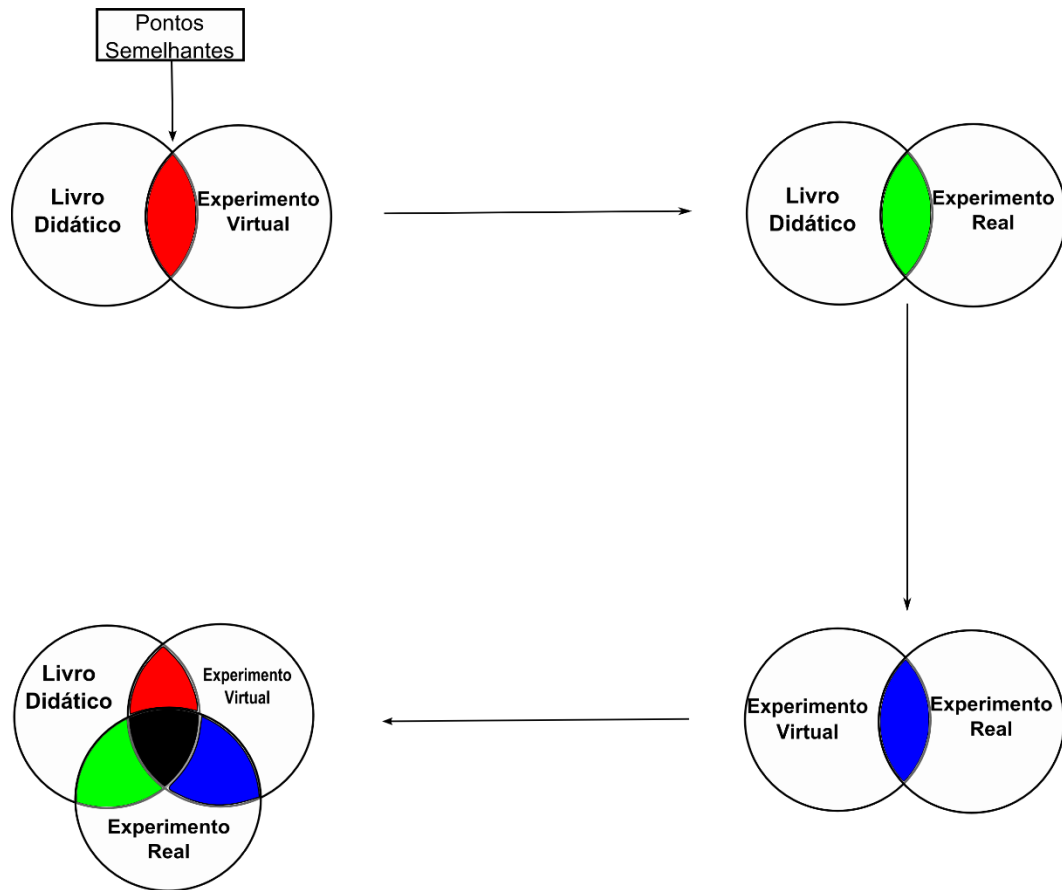 Pontos
Semelhantes
Livro
Didático
Experimento
Virtual
Livro
Didático
Experimento
Real
Livro
Didático
Experimento
Virtual
Experimento
Real
Experimento
Virtual
Experimento
Real